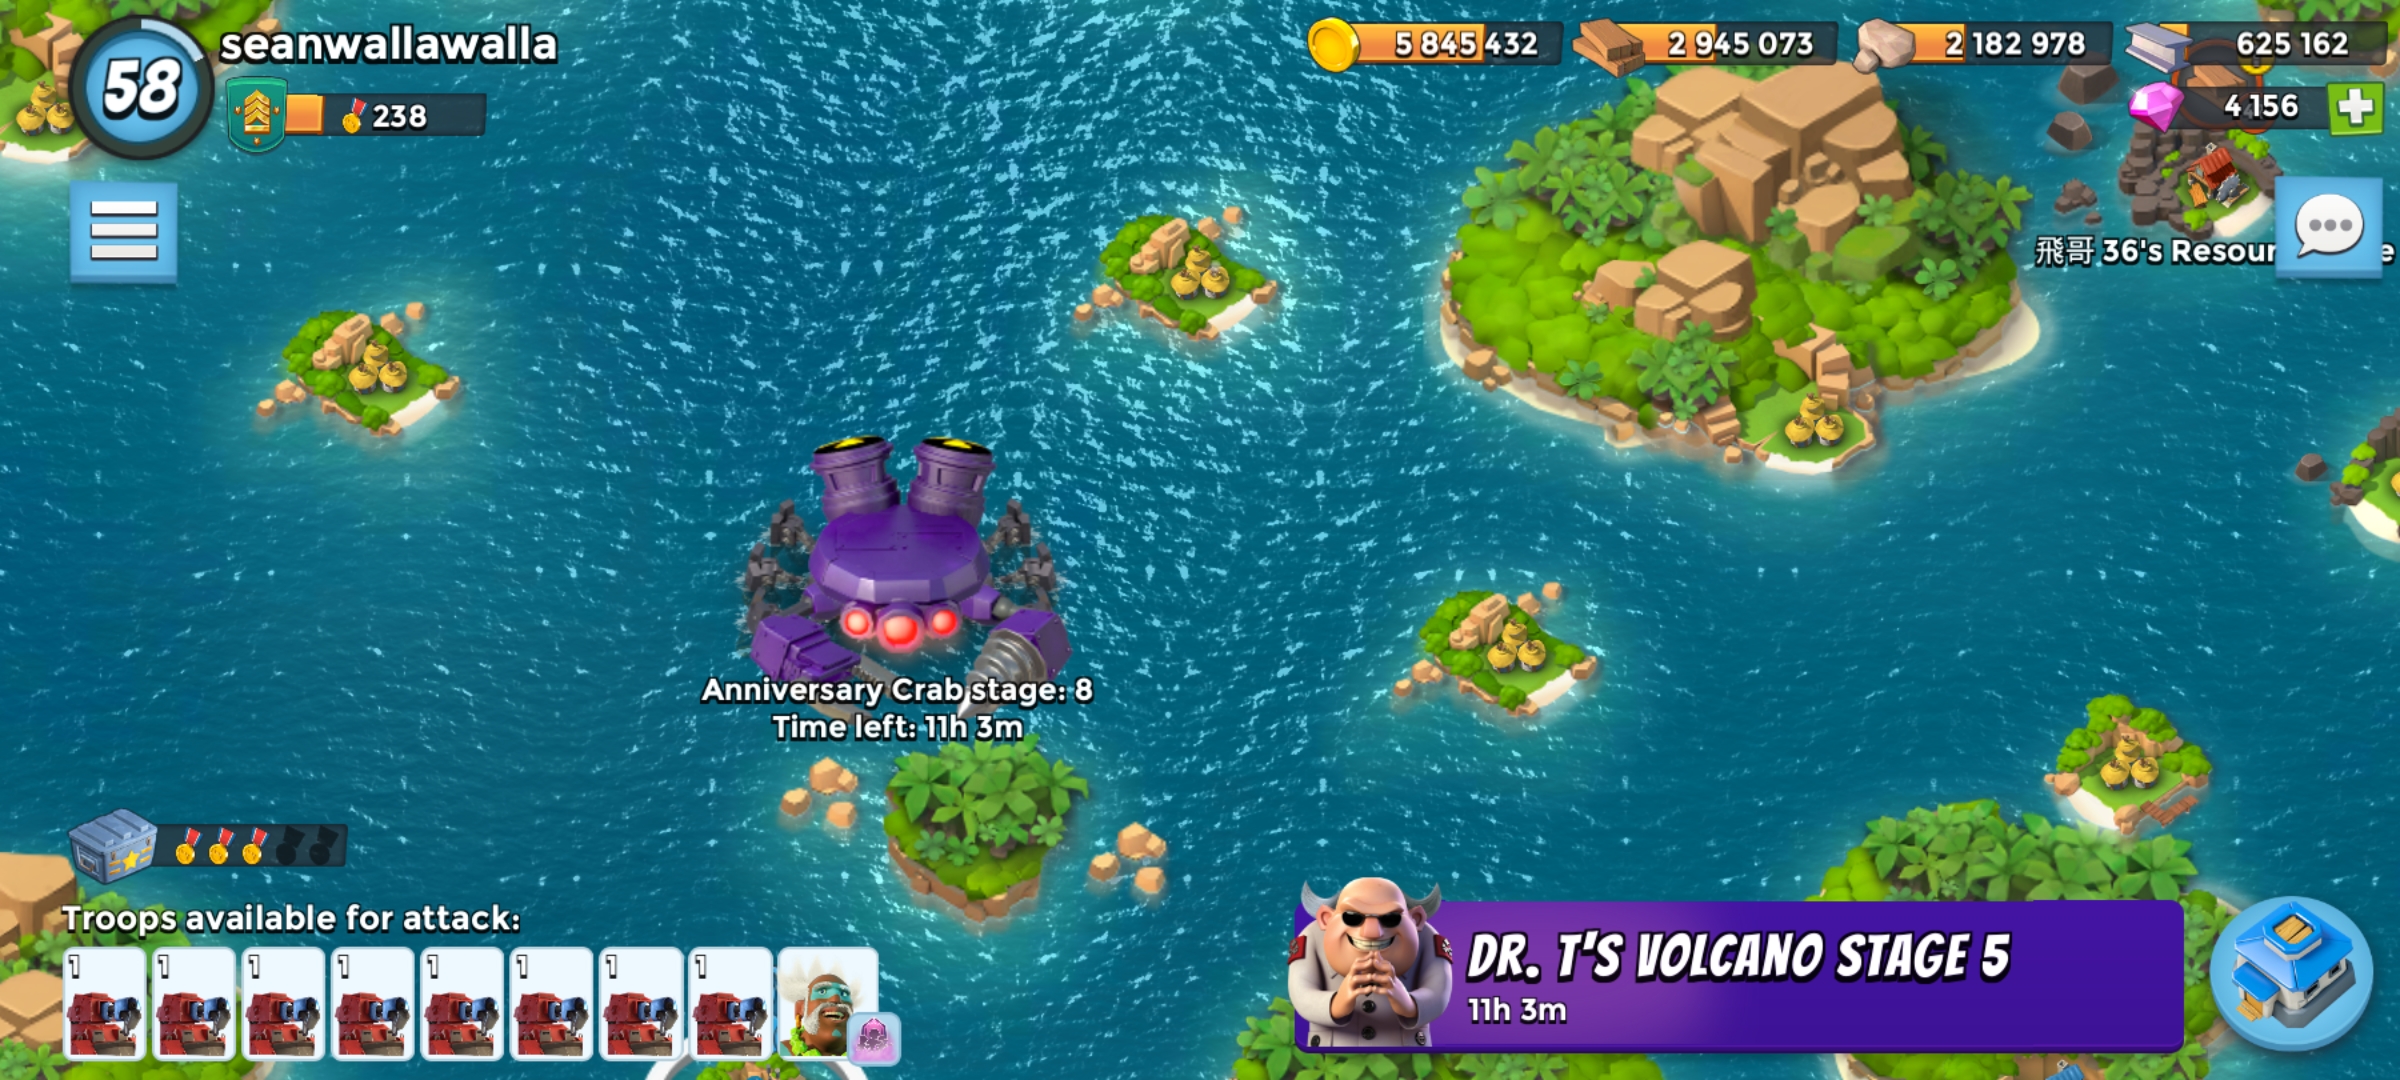 58
seanwallawalla
238
5 845 432
2 945 073
2 182 978
625 162
4 156
飛哥 36's Resour
Anniversary Crab stage: 8
Time left: 11h 3m
Troops available for attack:
1 1 1 1 1 1 1 1
DR. T'S VOLCANO STAGE 5
11h 3m